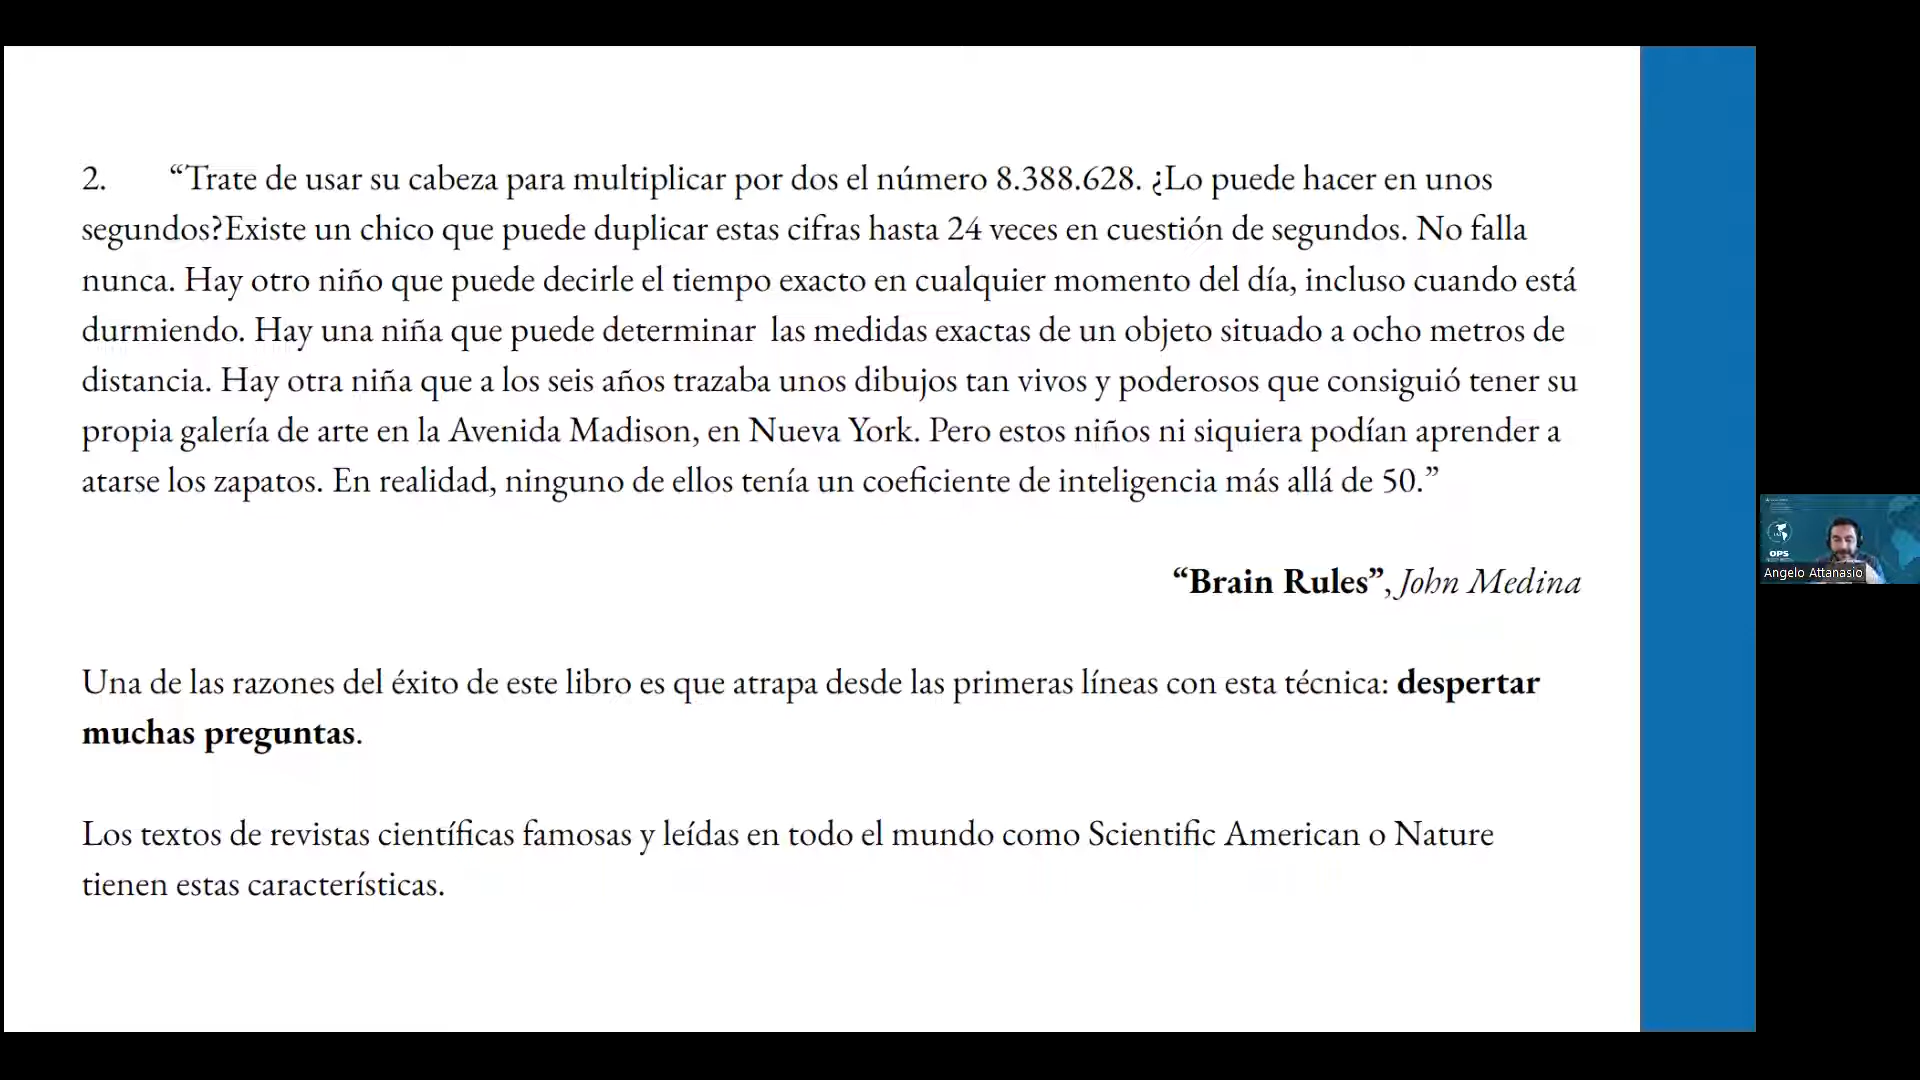 2. “Trate de usar su cabeza para multiplicar por dos el número 8.388.628. ¿Lo puede hacer en unos
segundos?Existe un chico que puede duplicar estas cifras hasta 24 veces en cuestión de segundos. No falla
nunca. Hay otro niño que puede decirle el tiempo exacto en cualquier momento del día, incluso cuando está
durmiendo. Hay una niña que puede determinar las medidas exactas de un objeto situado a ocho metros de
distancia. Hay otra niña que a los seis años trazaba unos dibujos tan vivos y poderosos que consiguió tener su
propia galería de arte en la Avenida Madison, en Nueva York. Pero estos niños ni siquiera podían aprender a
atarse los zapatos. En realidad, ninguno de ellos tenía un coeficiente de inteligencia más allá de 50.”
“Brain Rules”, John Medina
Una de las razones del éxito de este libro es que atrapa desde las primeras líneas con esta técnica: despertar
muchas preguntas.
Los textos de revistas científicas famosas y leídas en todo el mundo como Scientific American o Nature
tienen estas características.
OPS
Angelo Attanasio